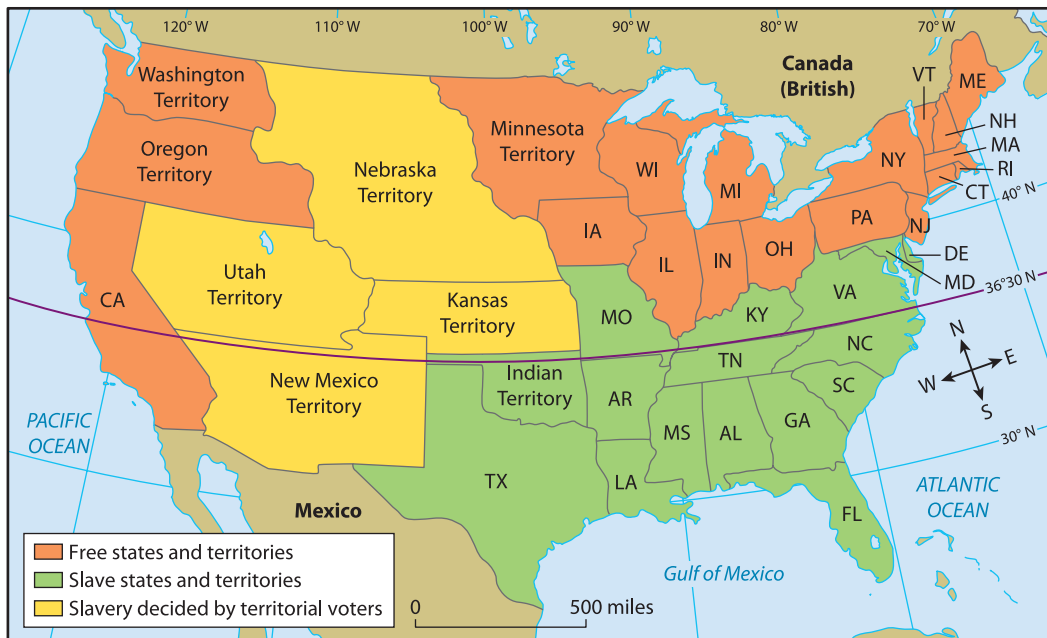 120°W
110°W
100°W
90°W
80°W
70°W
Washington
Territory
Oregon
Territory
Nebraska
Territory
Minnesota
Territory
Canada
(British)
VT
ME
NH
MA
RI
CT
40° N
NY
WI
MI
PA
NJ
IA
IL
IN
OH
DE
MD
36°30 N
Utah
Territory
CA
Kansas
Territory
MO
KY
VA
New Mexico
Territory
Indian
Territory
AR
TN
NC
SC
N
E
W
S
30° N
PACIFIC
OCEAN
TX
LA
MS
AL
GA
FL
ATLANTIC
OCEAN
Mexico
Gulf of Mexico
Free states and territories
Slave states and territories
Slavery decided by territorial voters
0
500 miles